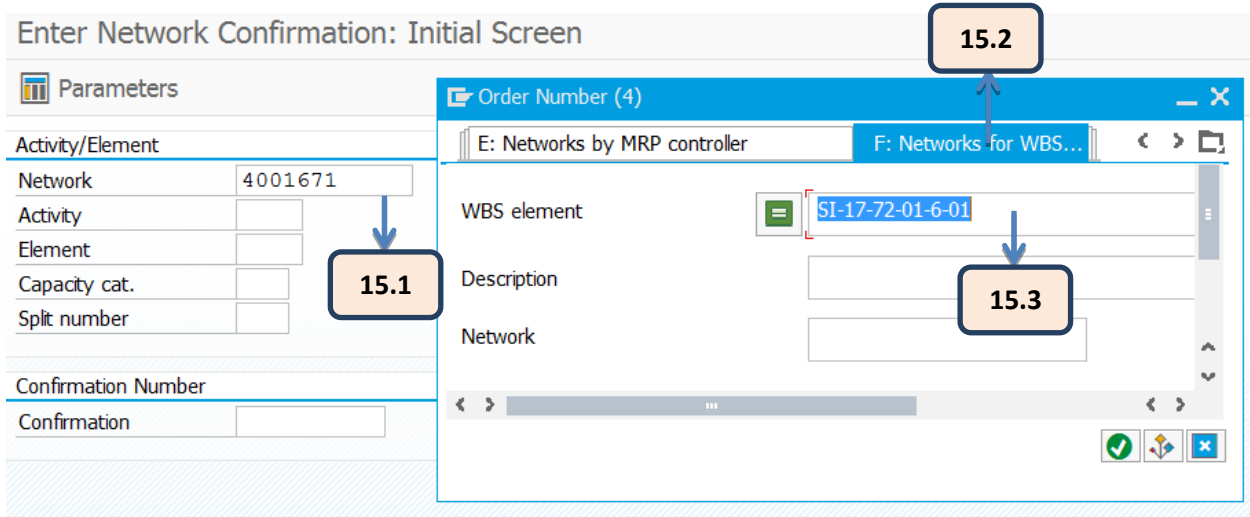 Enter Network Confirmation: Initial Screen
15.2
Parameters
Order Number (4)
E: Networks by MRP controller
F: Networks for WBS...
Activity/Element
Network 4001671
Activity
Element
Capacity cat.
Split number
15.1
Confirmation Number
Confirmation
WBS element SI-17-72-01-6-01
Description
15.3
Network